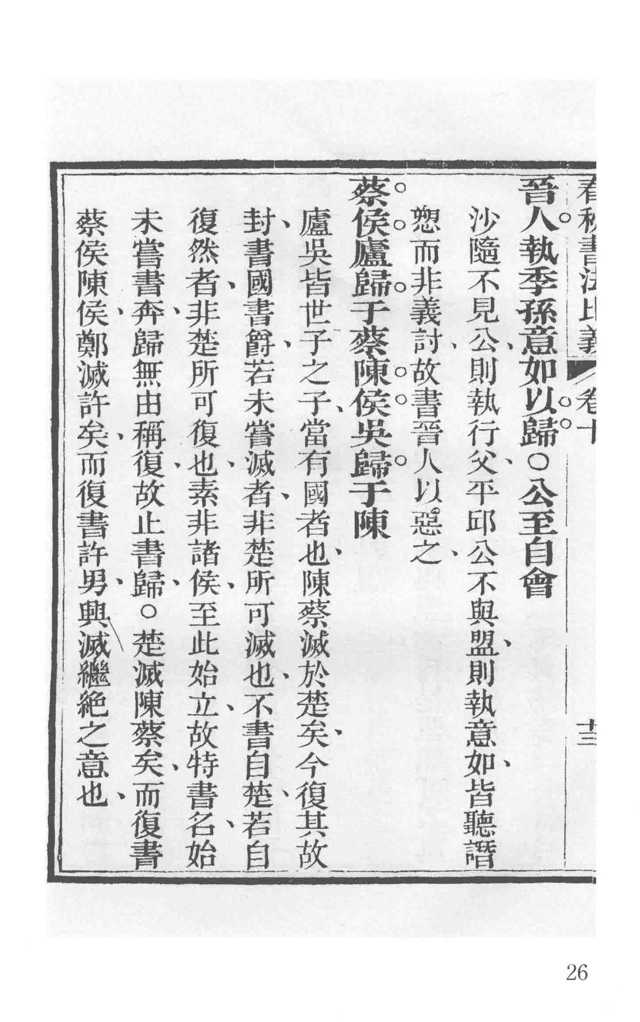 春秋書法比義 卷十 廿三
晉人執季孫意如以歸○公至自會
沙隨不見公則執行父平邱公不與盟則執意如皆聽譖
愬而非義討故書晉人以惡之
蔡侯廬歸于蔡陳侯吳歸于陳
廬吳皆世子之子當有國者也陳蔡滅於楚矣今復其故
封書國書爵若未嘗滅者非楚所可滅也不書自楚若自
復然者非楚所可復也素非諸侯至此始立故特書名始
未嘗書奔歸無由稱復故止書歸○楚滅陳蔡矣而復書
蔡侯陳侯鄭滅許矣而復書許男興滅繼絕之意也
26